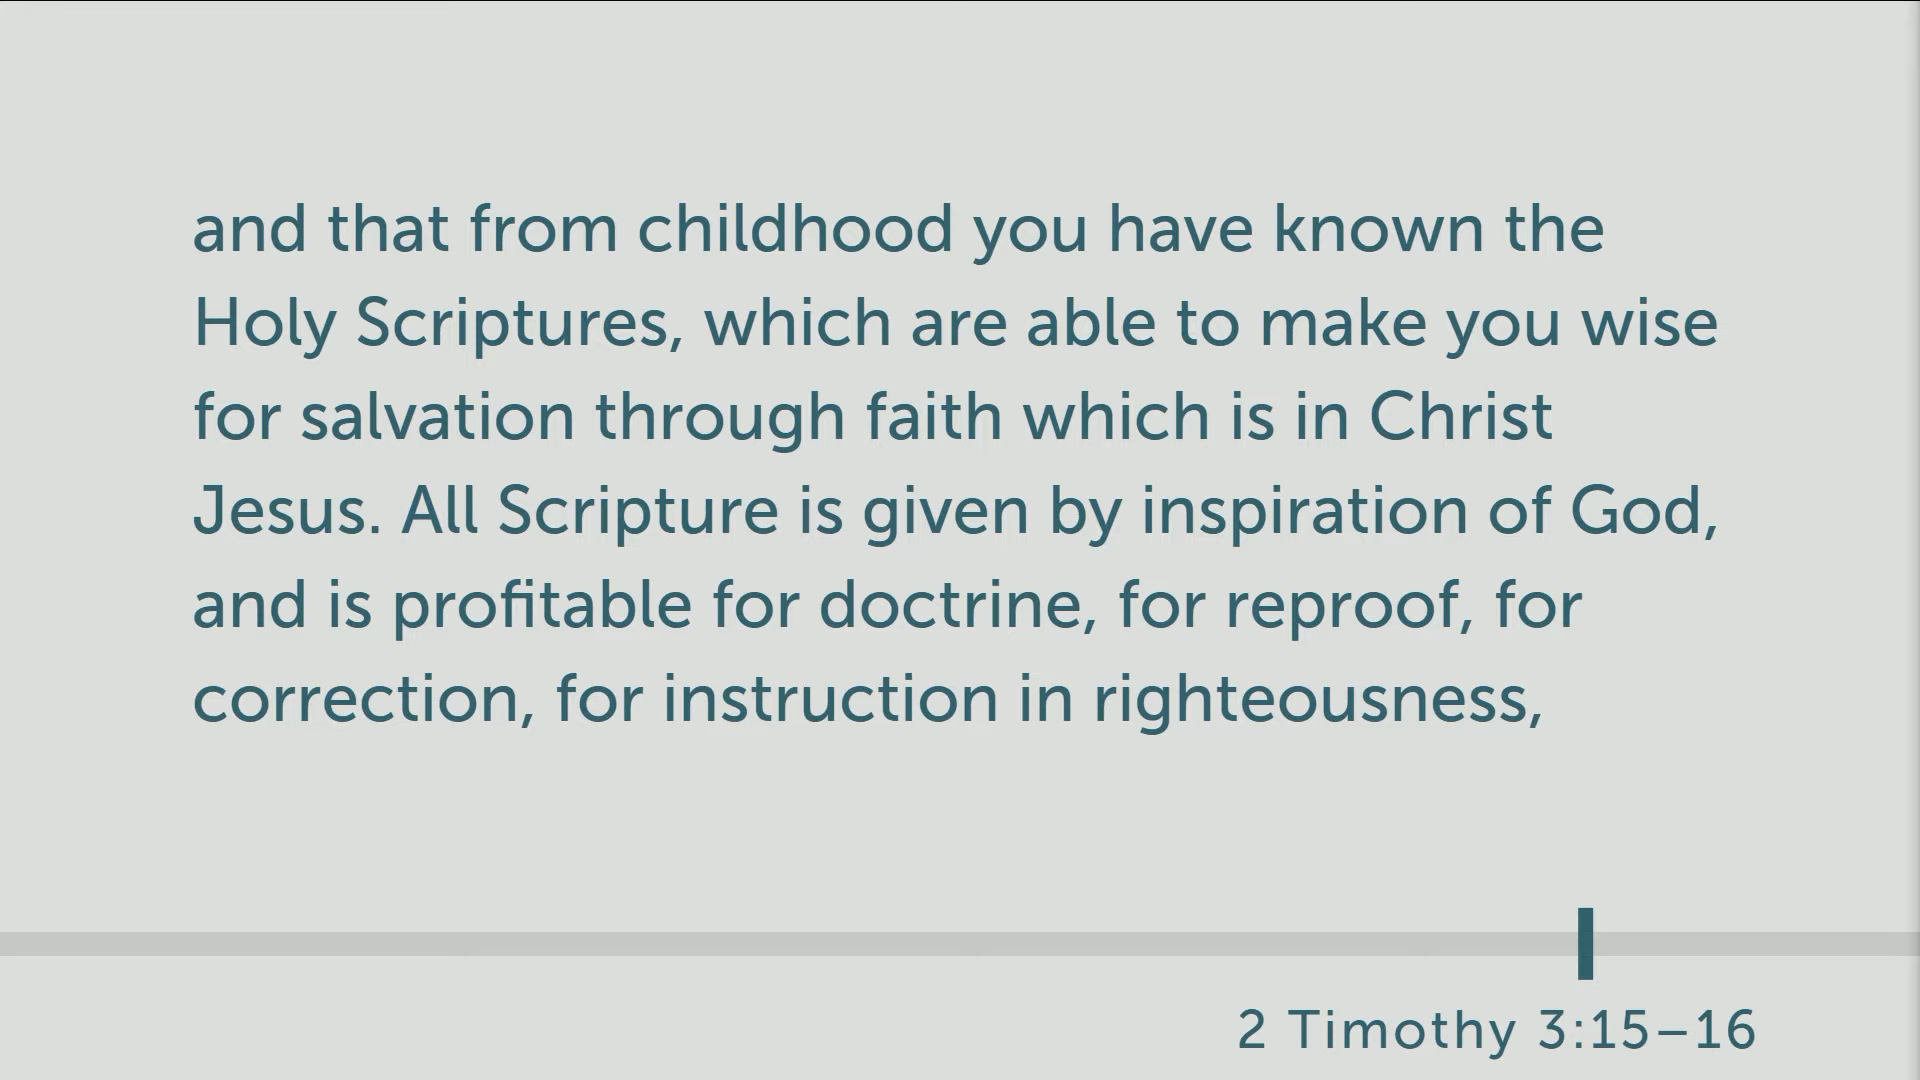 and that from childhood you have known the
Holy Scriptures, which are able to make you wise
for salvation through faith which is in Christ
Jesus. All Scripture is given by inspiration of God,
and is profitable for doctrine, for reproof, for
correction, for instruction in righteousness,
2 Timothy 3:15–16